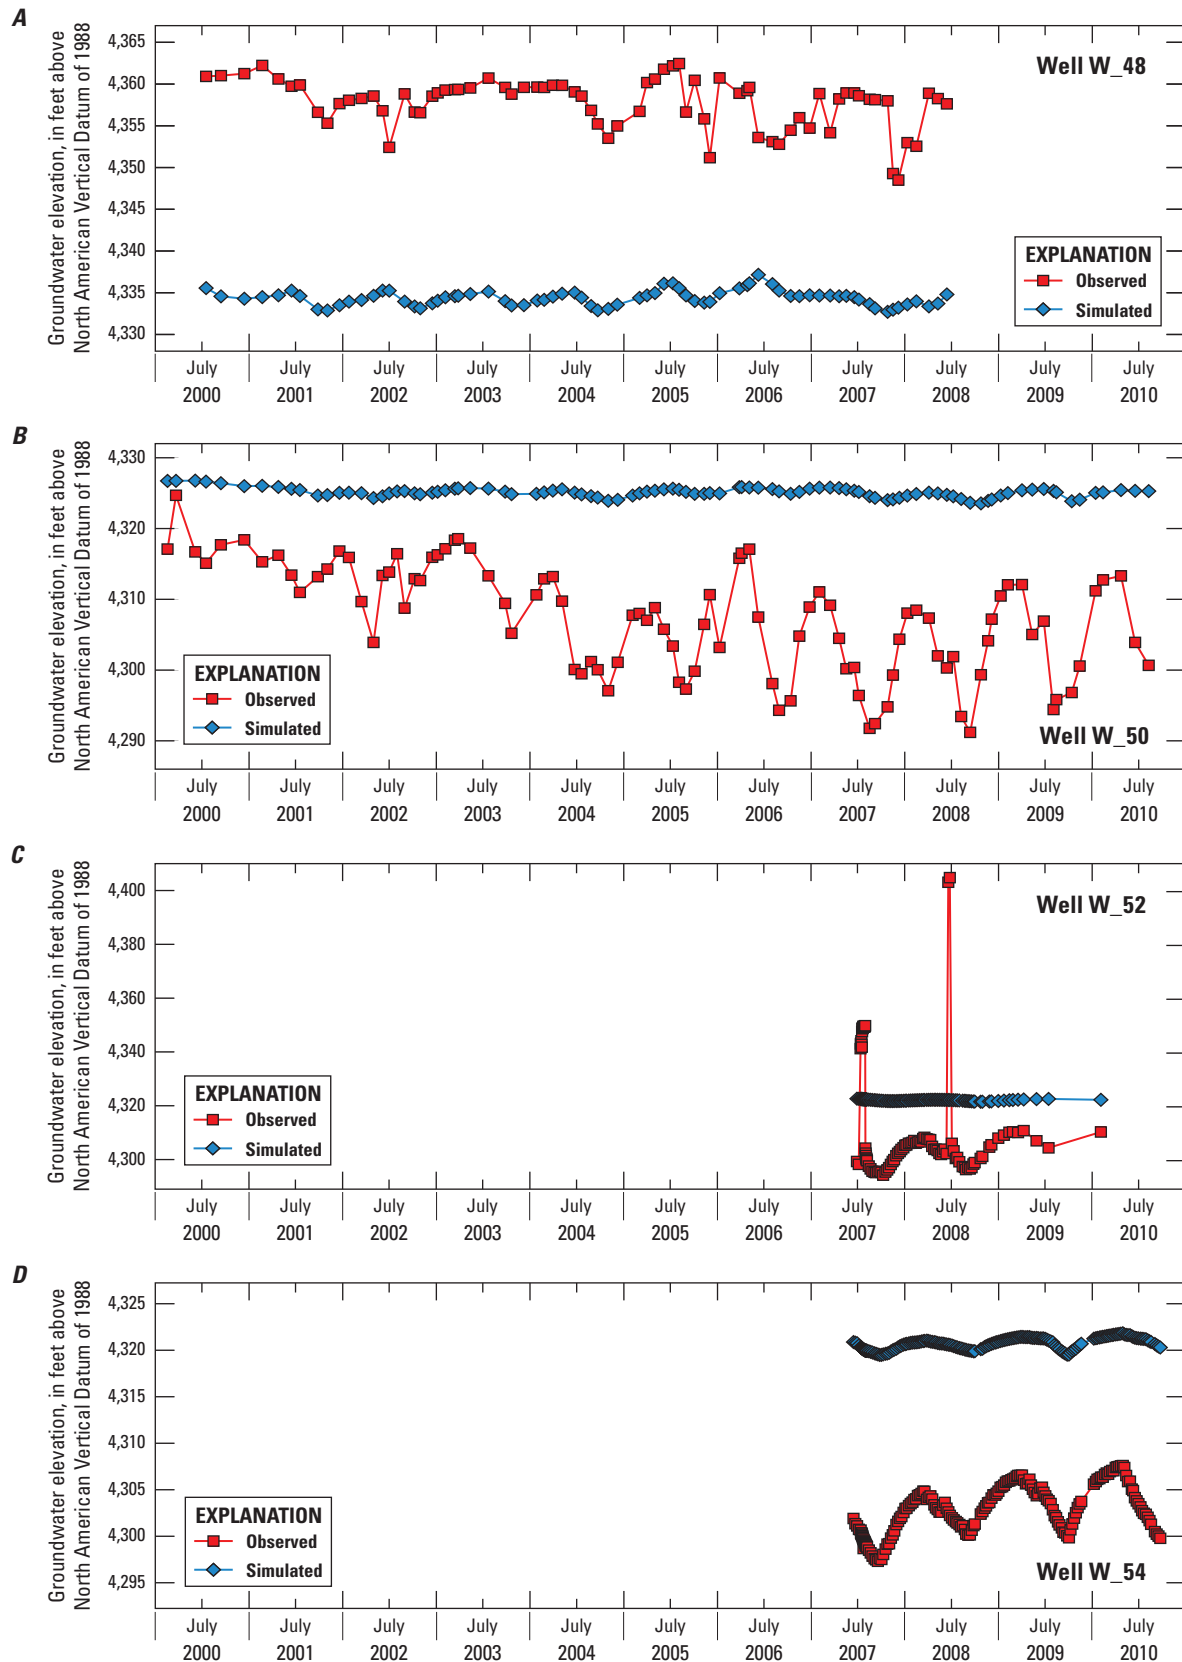 A
Groundwater elevation, in feet above
North American Vertical Datum of 1988
4,365
4,360
4,355
4,350
4,345
4,340
4,335
4,330
Well W_48
EXPLANATION
Observed
Simulated
July July July July July July July July July July July
2000 2001 2002 2003 2004 2005 2006 2007 2008 2009 2010
B
Groundwater elevation, in feet above
North American Vertical Datum of 1988
4,330
4,320
4,310
4,300
4,290
EXPLANATION
Observed
Simulated
Well W_50
July July July July July July July July July July July
2000 2001 2002 2003 2004 2005 2006 2007 2008 2009 2010
C
Groundwater elevation, in feet above
North American Vertical Datum of 1988
4,400
4,380
4,360
4,340
4,320
4,300
Well W_52
EXPLANATION
Observed
Simulated
July July July July July July July July July July July
2000 2001 2002 2003 2004 2005 2006 2007 2008 2009 2010
D
Groundwater elevation, in feet above
North American Vertical Datum of 1988
4,325
4,320
4,315
4,310
4,305
4,300
4,295
EXPLANATION
Observed
Simulated
Well W_54
July July July July July July July July July July July
2000 2001 2002 2003 2004 2005 2006 2007 2008 2009 2010